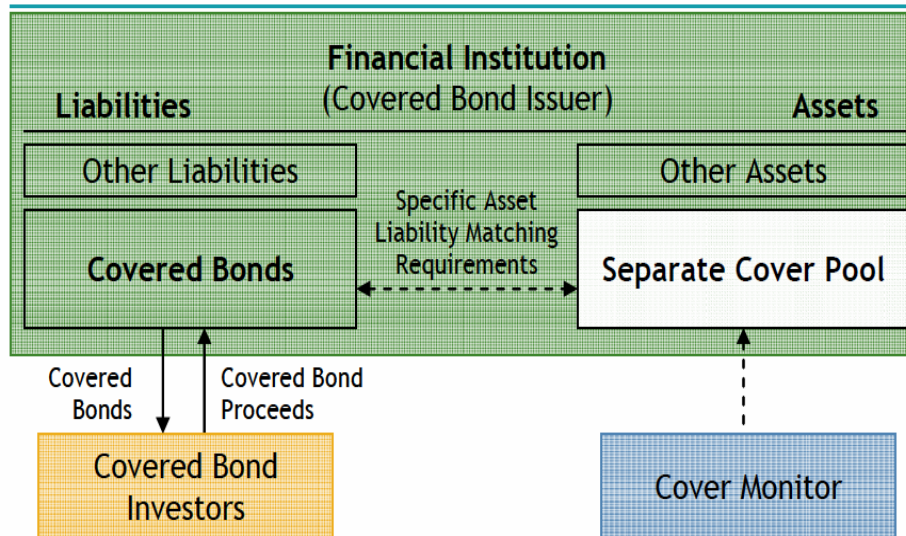 Financial Institution
(Covered Bond Issuer)
Liabilities
Assets
Other Liabilities
Other Assets
Specific Asset
Liability Matching
Requirements
Covered Bonds
Separate Cover Pool
Covered
Bonds
Covered Bond
Proceeds
Covered Bond
Investors
Cover Monitor